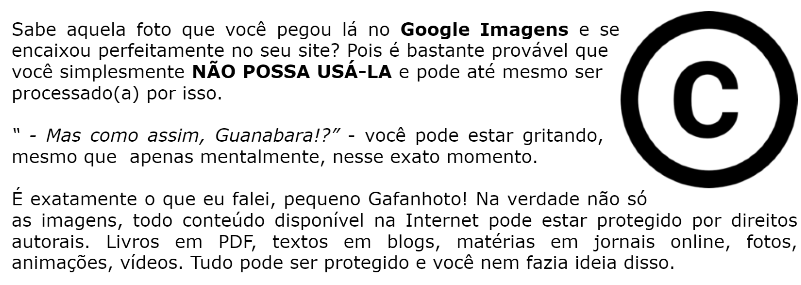 Sabe aquela foto que você pegou lá no Google Imagens e se
encaixou perfeitamente no seu site? Pois é bastante provável que
você simplesmente NÃO POSSA USÁ-LA e pode até mesmo ser
processado(a) por isso.
“ - Mas como assim, Guanabara!?” - você pode estar gritando,
mesmo que apenas mentalmente, nesse exato momento.
É exatamente o que eu falei, pequeno Gafanhoto! Na verdade não só
as imagens, todo conteúdo disponível na Internet pode estar protegido por direitos
autorais. Livros em PDF, textos em blogs, matérias em jornais online, fotos,
animações, vídeos. Tudo pode ser protegido e você nem fazia ideia disso.
C